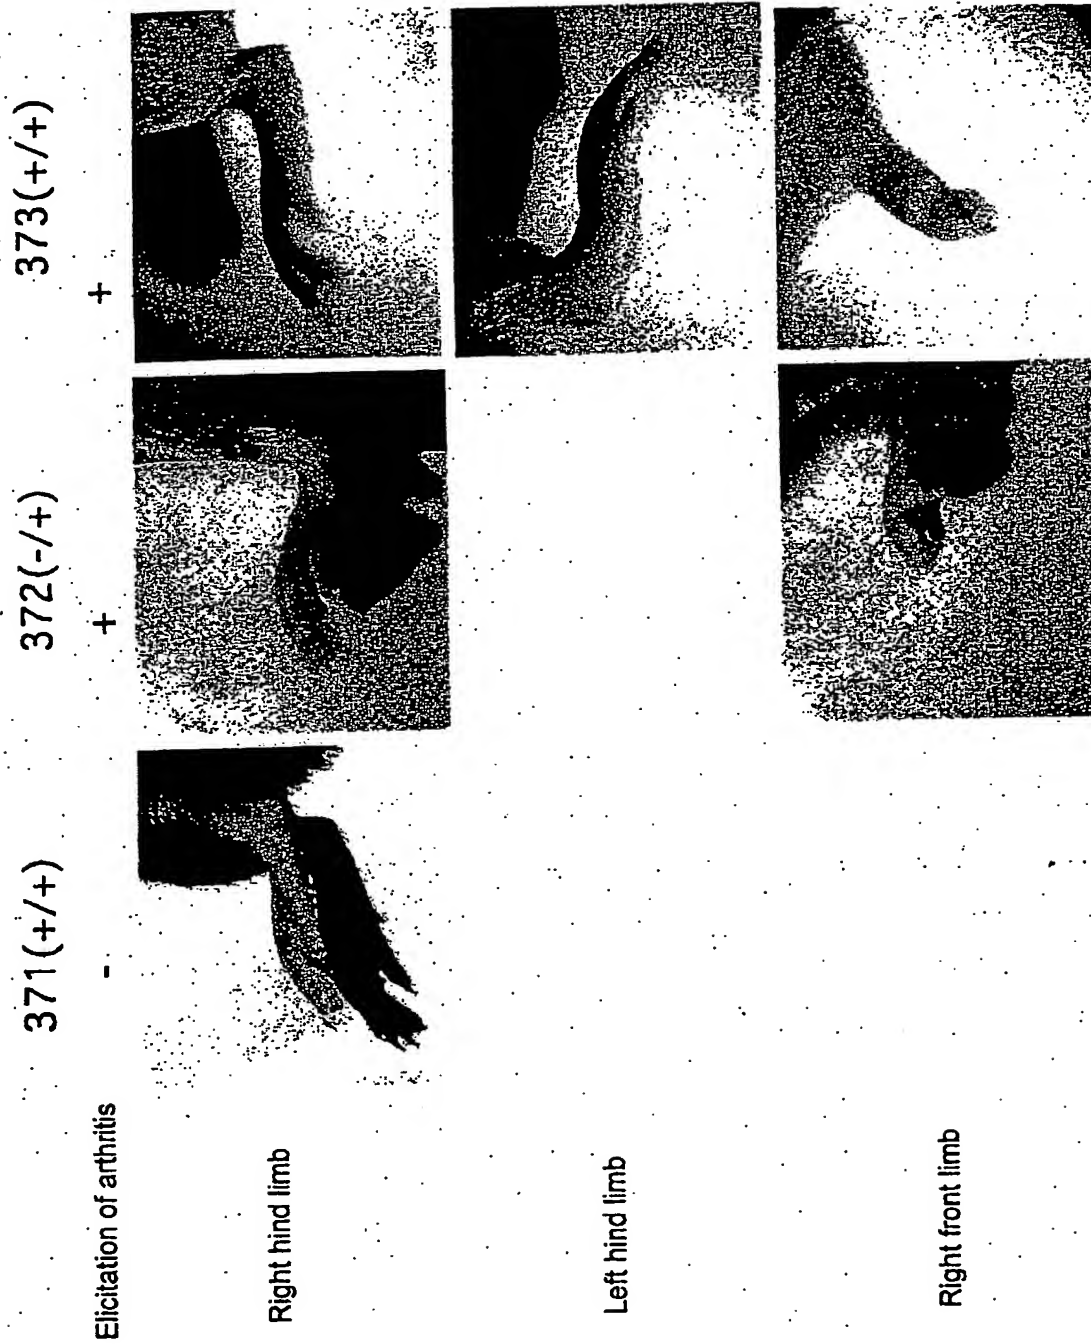 371(+/+) 372(-/+) 373(+/+)
Elicitation of arthritis - + +
Right hind limb
Left hind limb
Right front limb